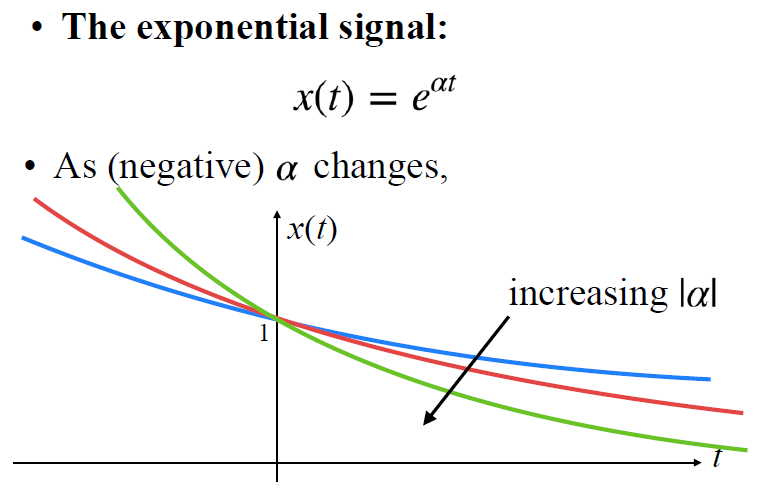 • The exponential signal:
x(t) = e^{αt}
• As (negative) α changes,
x(t)
increasing |α|
1
t